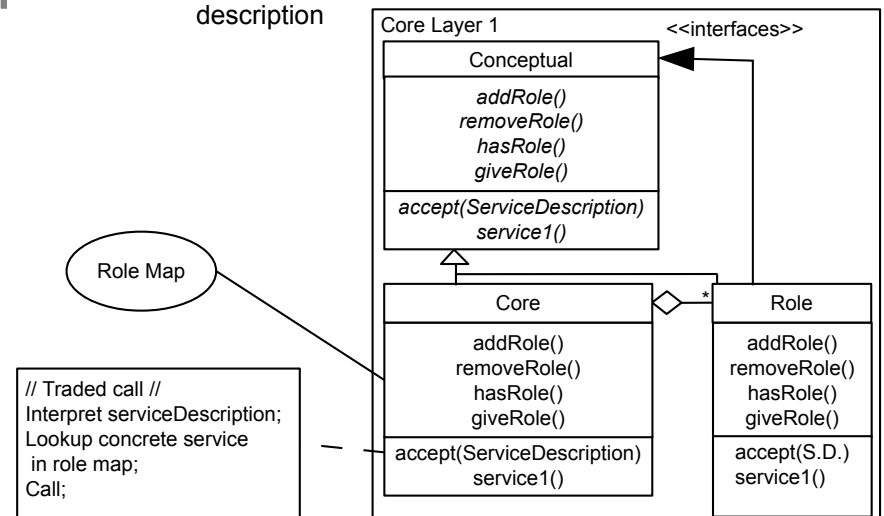 description
Core Layer 1
<<interfaces>>
Conceptual
addRole()
removeRole()
hasRole()
giveRole()
accept(ServiceDescription)
service1()
Role Map
Core
*
Role
addRole()
removeRole()
hasRole()
giveRole()
accept(ServiceDescription)
service1()
addRole()
removeRole()
hasRole()
giveRole()
accept(S.D.)
service1()
// Traded call //
Interpret serviceDescription;
Lookup concrete service
in role map;
Call;